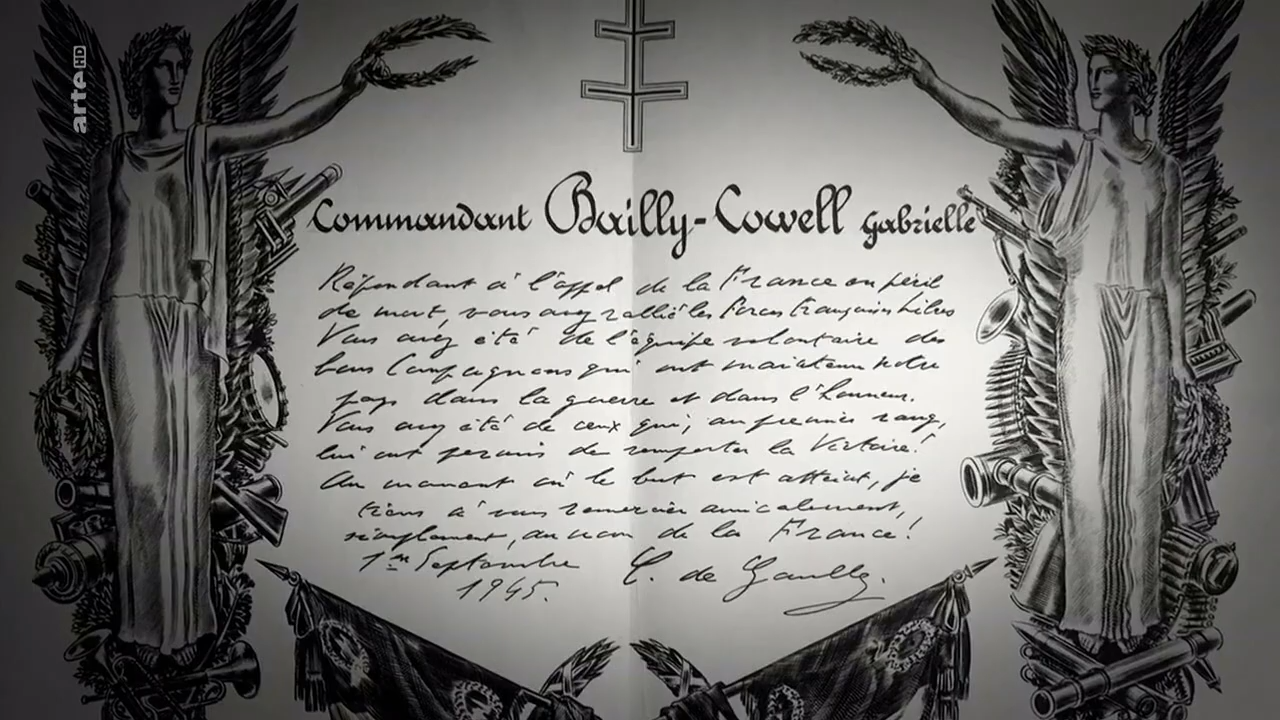 arte HD
Commandant Bailly-Cowell Gabrielle
Répondant à l'appel de la France en péril
de mort, vous avez rallié les Forces Françaises Libres
Vous avez été de l'équipe volontaire des
bons Compagnons qui ont maintenu notre
pays dans la guerre et dans l'honneur.
Vous avez été de ceux qui, au premier rang,
lui ont permis de remporter la Victoire!
Au moment où le but est atteint, je
tiens à vous remercier amicalement,
simplement, au nom de la France!
1er Septembre
1945. C. de Gaulle.